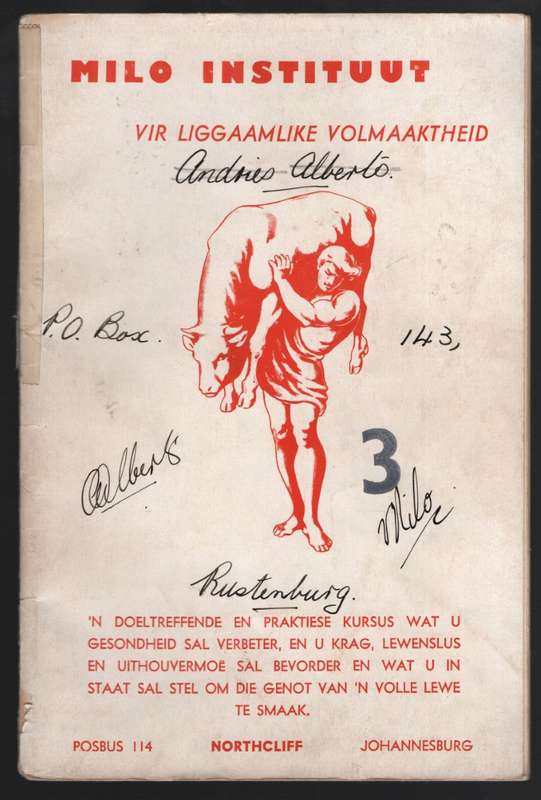 MILO INSTITUUT
VIR LIGGAAMLIKE VOLMAAKTHEID
Andries Alberts.
P.O. Box. 143,
AAlberts
3
Milo
Rustenburg.
'N DOELTREFFENDE EN PRAKTIESE KURSUS WAT U
GESONDHEID SAL VERBETER, EN U KRAG, LEWENSLUS
EN UITHOUVERMOË SAL BEVORDER EN WAT U IN
STAAT SAL STEL OM DIE GENOT VAN 'N VOLLE LEWE
TE SMAAK.
POSBUS 114 NORTHCLIFF JOHANNESBURG